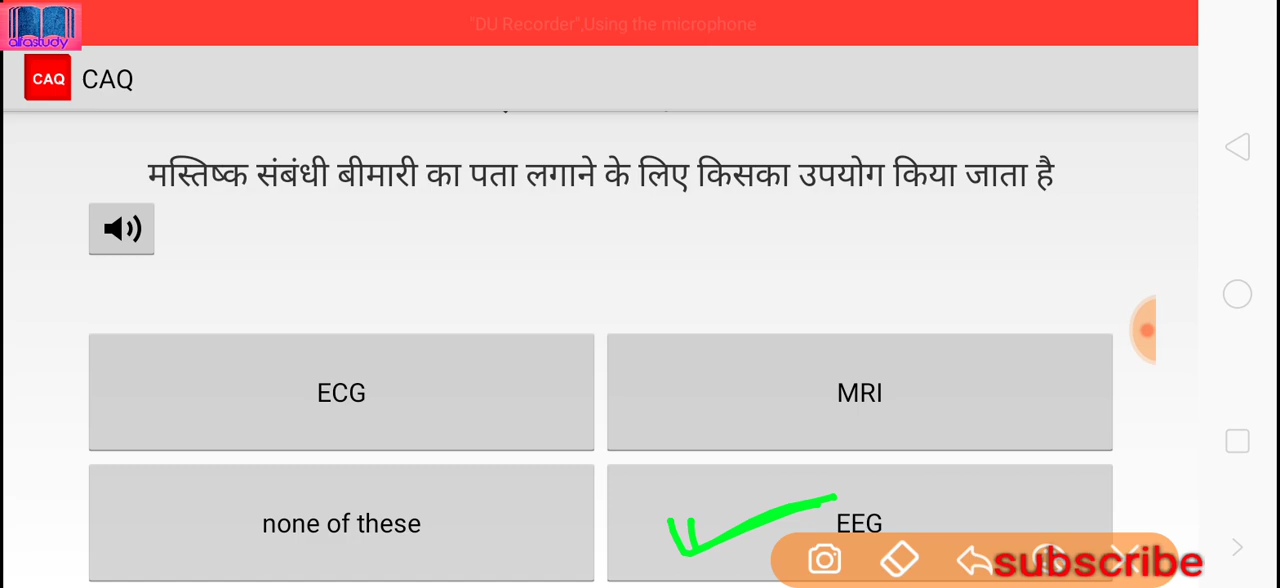 "DU Recorder",Using the microphone
alfastudy
CAQ CAQ
मस्तिष्क संबंधी बीमारी का पता लगाने के लिए किसका उपयोग किया जाता है
ECG
MRI
none of these
EEG
subscribe